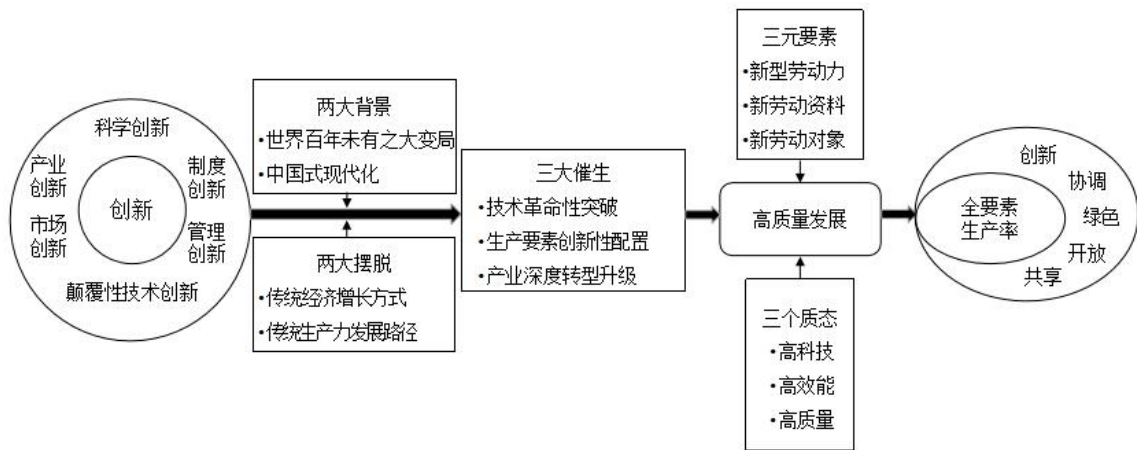 科学创新
产业
创新
制度
创新
创新
市场
创新
管理
创新
颠覆性技术创新
两大背景
•世界百年未有之大变局
•中国式现代化
两大摆脱
•传统经济增长方式
•传统生产力发展路径
三大催生
•技术革命性突破
•生产要素创新性配置
•产业深度转型升级
三元要素
•新型劳动力
•新劳动资料
•新劳动对象
高质量发展
三个质态
•高科技
•高效能
•高质量
全要素
生产率
创新
协调
绿色
开放
共享